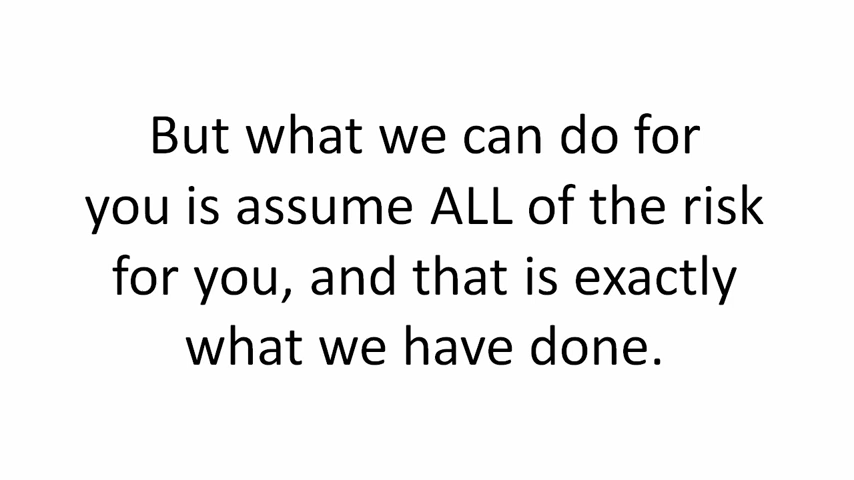 But what we can do for
you is assume ALL of the risk
for you, and that is exactly
what we have done.